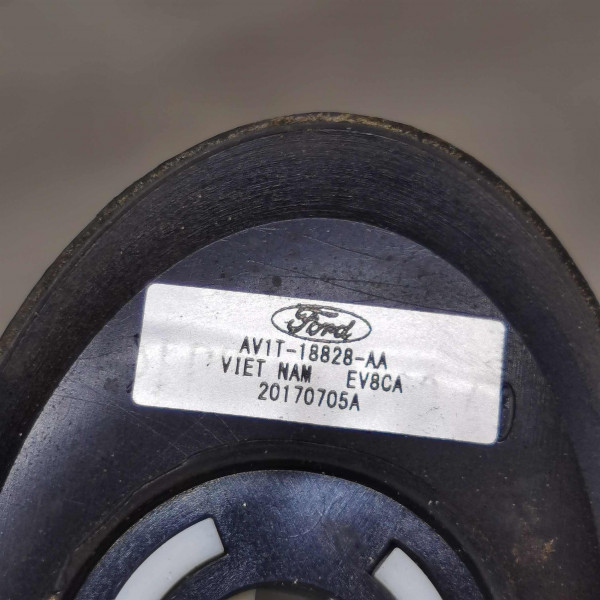 Ford
AV1T-18828-AA
VIET NAM EV8CA
20170705A